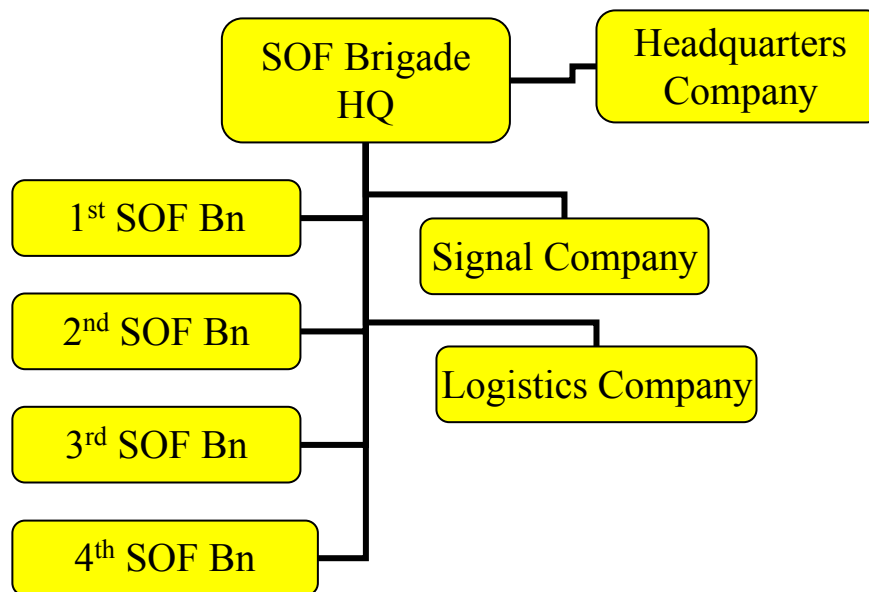 SOF Brigade
HQ
Headquarters
Company
1st SOF Bn
Signal Company
2nd SOF Bn
Logistics Company
3rd SOF Bn
4th SOF Bn